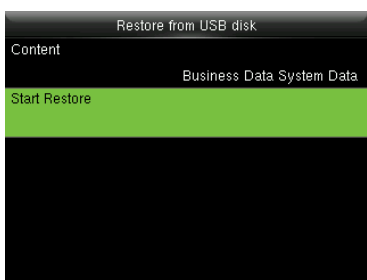 Restore from USB disk
Content
Business Data System Data
Start Restore